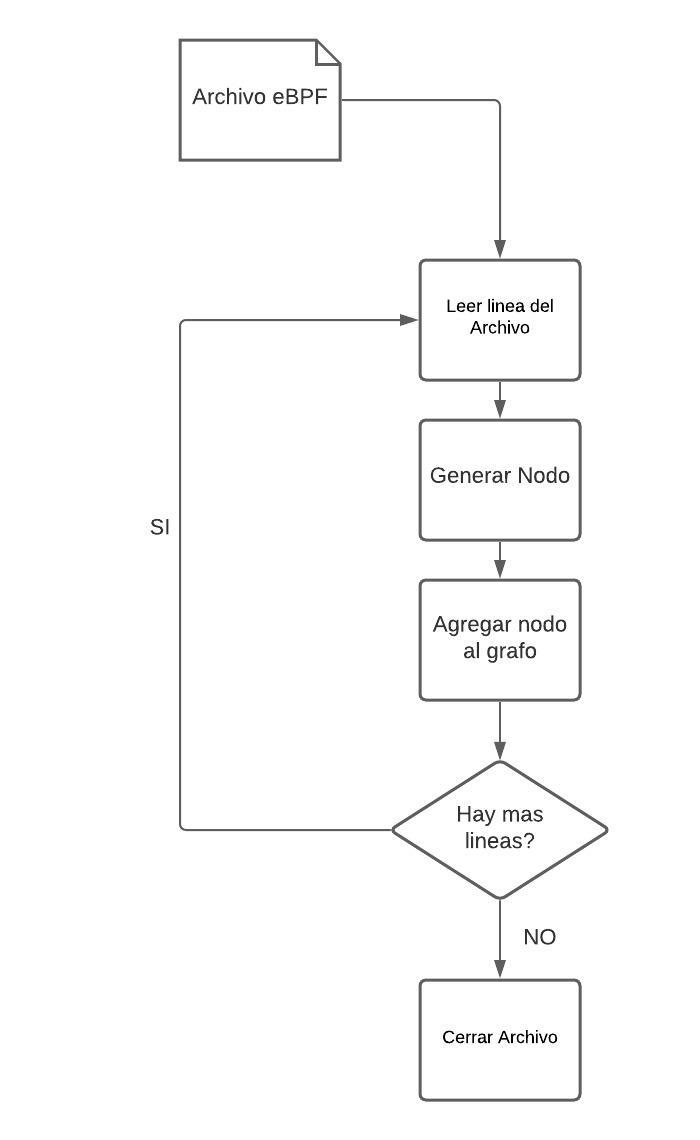 Archivo eBPF
Leer linea del
Archivo
Generar Nodo
SI
Agregar nodo
al grafo
Hay mas
lineas?
NO
Cerrar Archivo